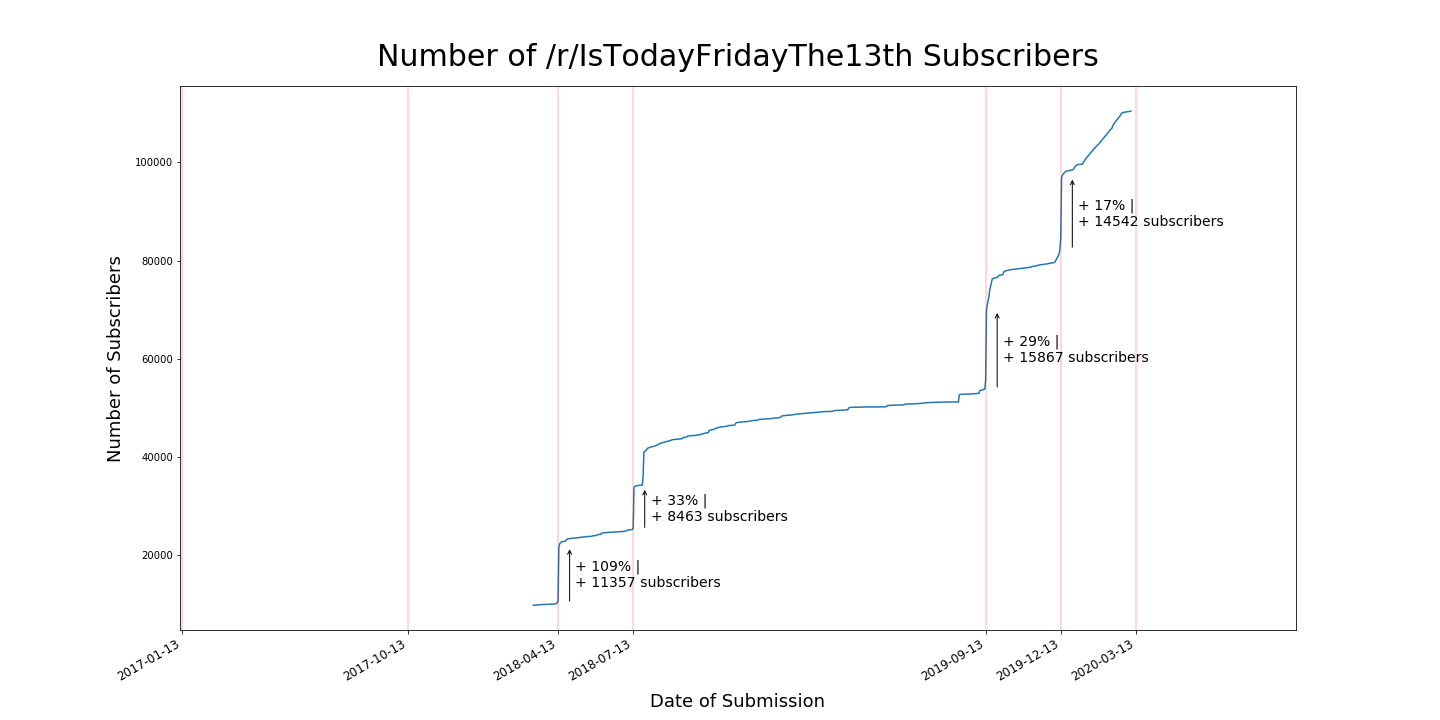 Number of /r/IsTodayFridayThe13th Subscribers
Number of Subscribers
100000
80000
60000
40000
20000
+ 17% |
+ 14542 subscribers
+ 29% |
+ 15867 subscribers
+ 33% |
+ 8463 subscribers
+ 109% |
+ 11357 subscribers
2017-01-13
2017-10-13
2018-04-13
2018-07-13
2019-09-13
2019-12-13
2020-03-13
Date of Submission